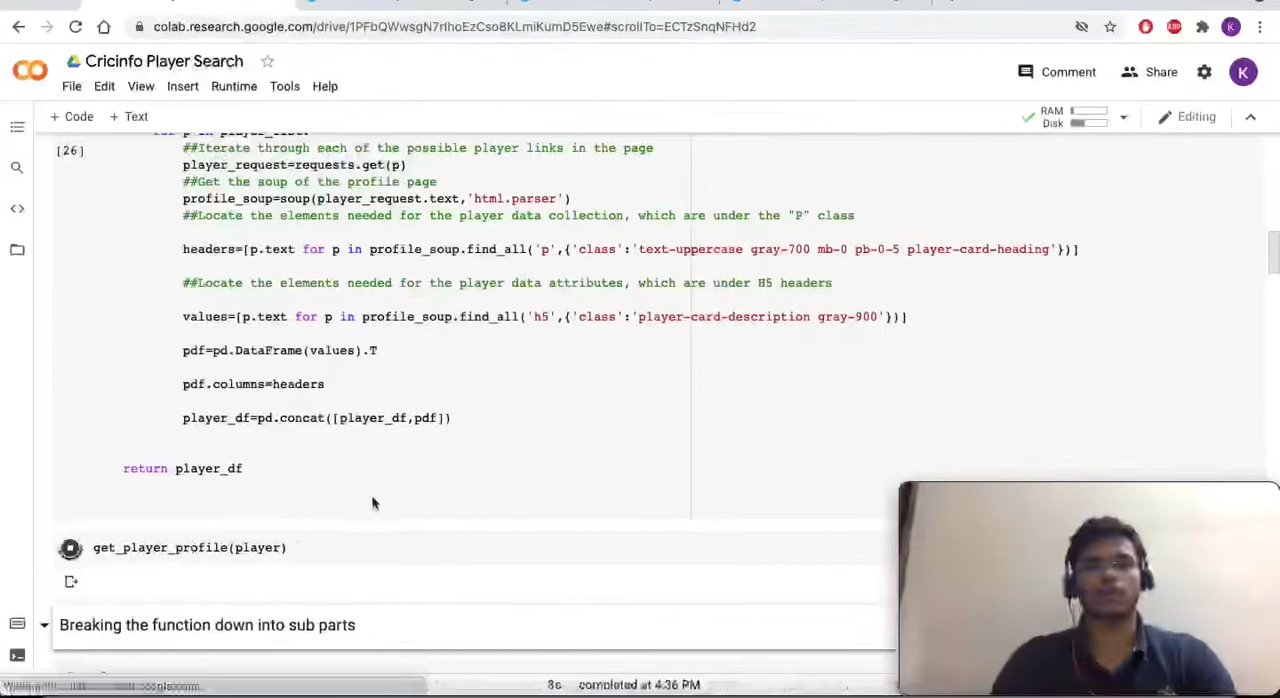 colab.research.google.com/drive/1PFbQWwsgN7rlhoEzCso8KLmiKumD5Ewe#scrollTo=ECTzSnqNFHd2
ABP
K
Cricinfo Player Search
Comment
Share
K
File Edit View Insert Runtime Tools Help
+ Code + Text
RAM
Disk
Editing
[26]
##Iterate through each of the possible player links in the page
player_request=requests.get(p)
##Get the soup of the profile page
profile_soup=soup(player_request.text,'html.parser')
##Locate the elements needed for the player data collection, which are under the "P" class
headers=[p.text for p in profile_soup.find_all('p',{'class':'text-uppercase gray-700 mb-0 pb-0-5 player-card-heading'})]
##Locate the elements needed for the player data attributes, which are under H5 headers
values=[p.text for p in profile_soup.find_all('h5',{'class':'player-card-description gray-900'})]
pdf=pd.DataFrame(values).T
pdf.columns=headers
player_df=pd.concat([player_df,pdf])
return player_df
get_player_profile(player)
Breaking the function down into sub parts
3s completed at 4:36 PM